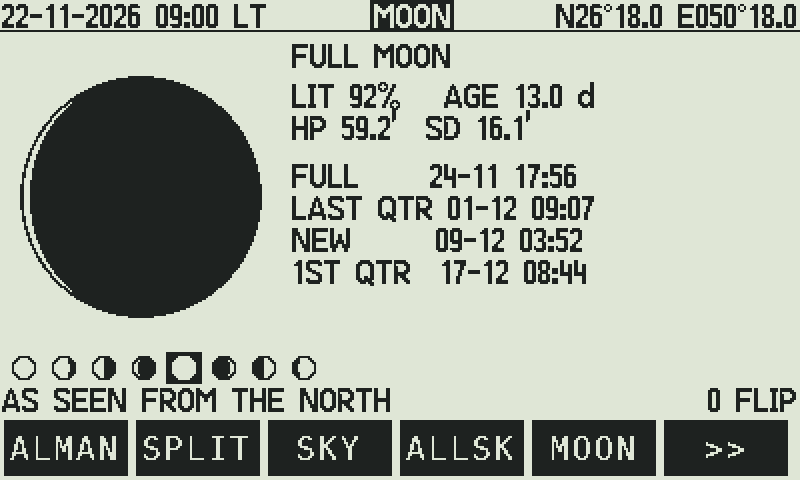 22-11-2026 09:00 LT MOON N26°18.0 E050°18.0
FULL MOON
LIT 92% AGE 13.0 d
HP 59.2' SD 16.1'
FULL 24-11 17:56
LAST QTR 01-12 09:07
NEW 09-12 03:52
1ST QTR 17-12 08:44
AS SEEN FROM THE NORTH 0 FLIP
ALMAN SPLIT SKY ALLSK MOON >>